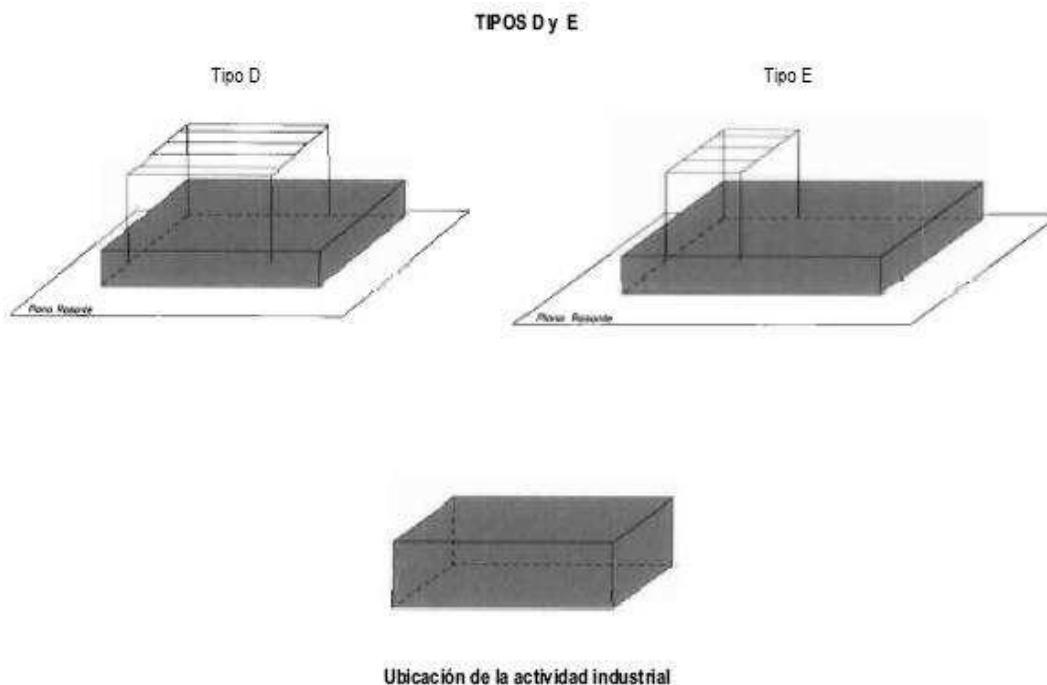 TIPOS D y E
Tipo D
Tipo E
Plano Rasante
Plano Rasante
Ubicación de la actividad industrial